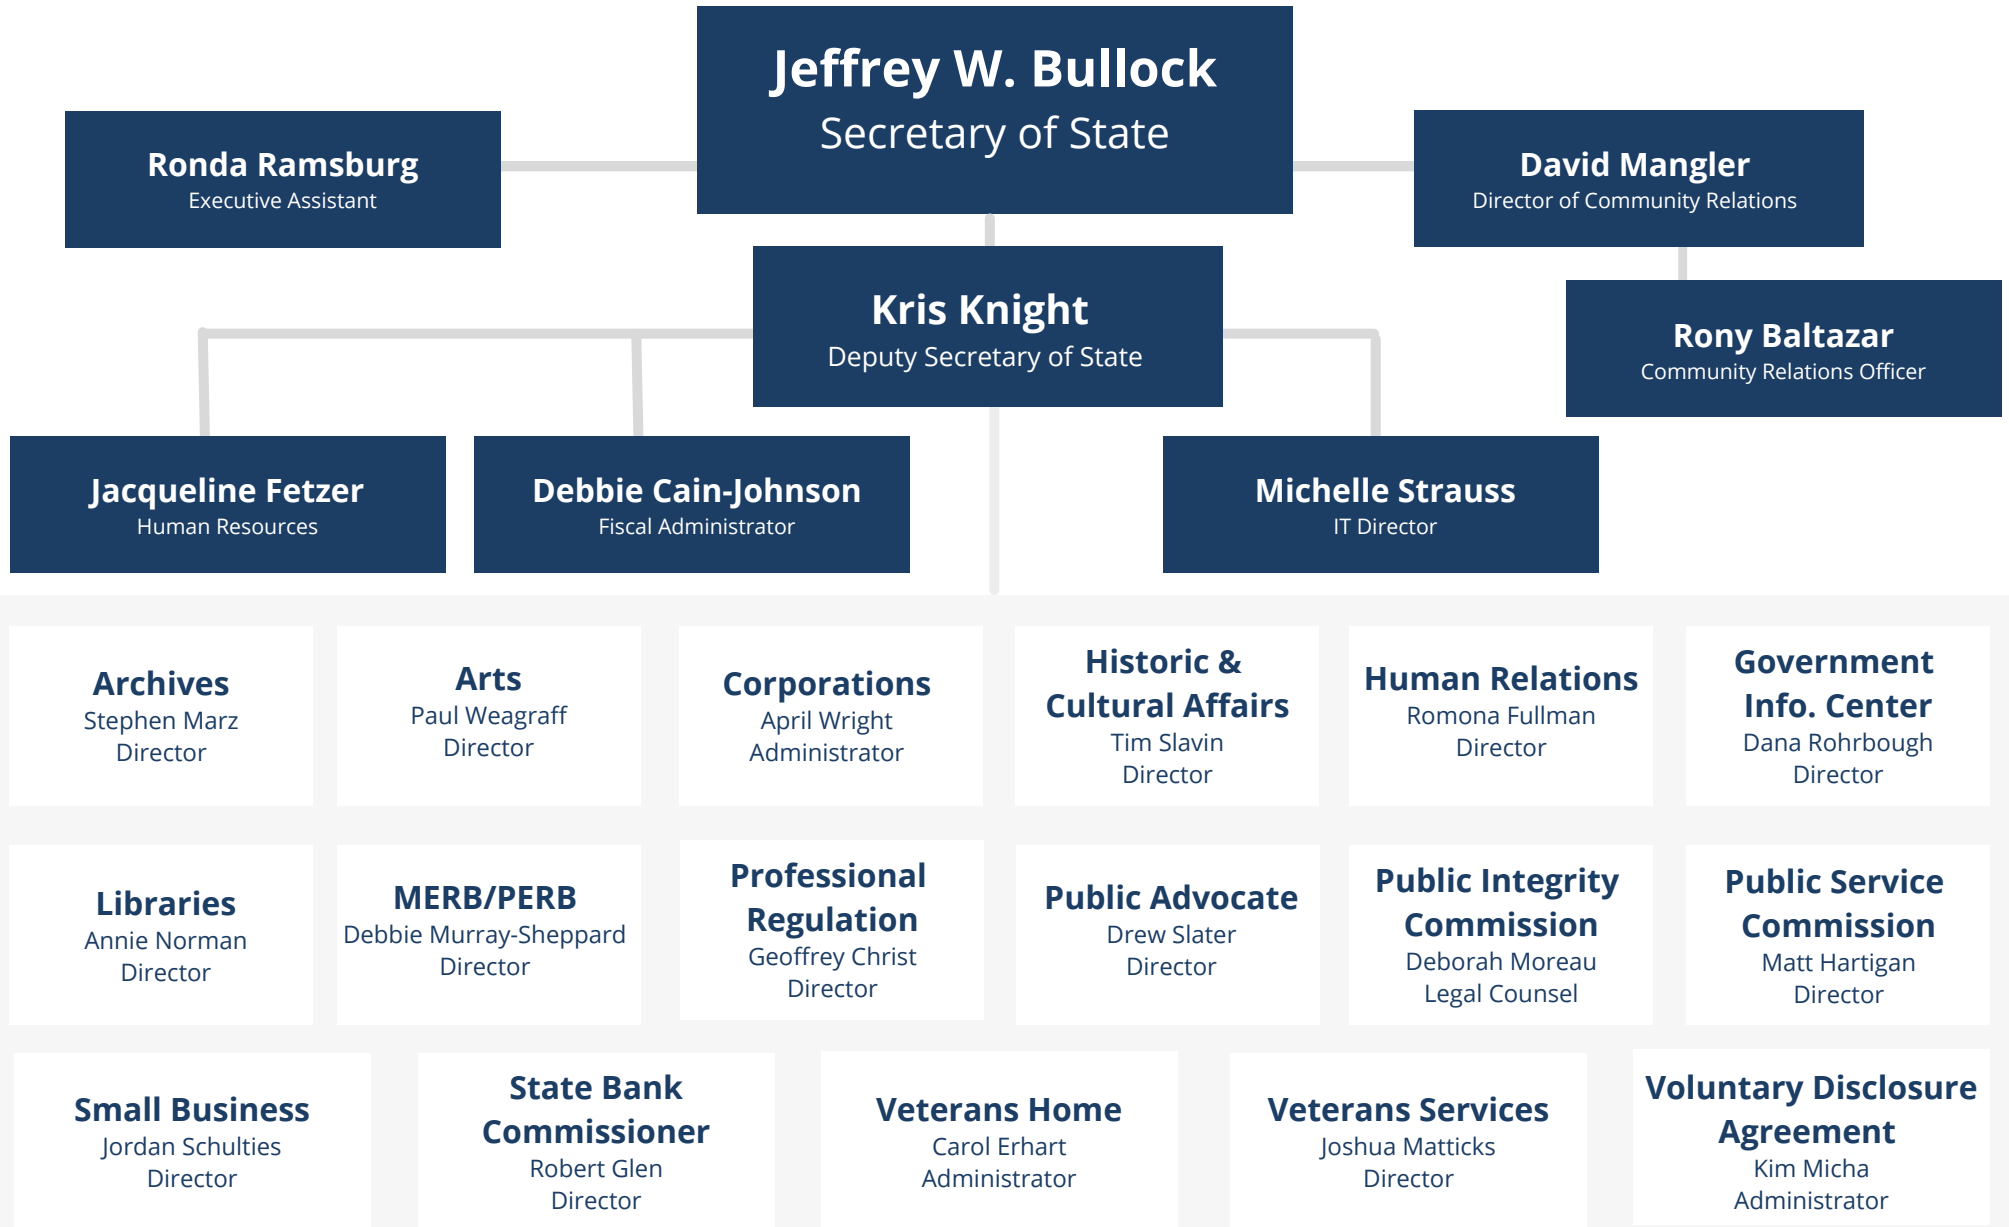 Jeffrey W. Bullock
Secretary of State
Ronda Ramsburg
Executive Assistant
David Mangler
Director of Community Relations
Kris Knight
Deputy Secretary of State
Rony Baltazar
Community Relations Officer
Jacqueline Fetzer
Human Resources
Debbie Cain-Johnson
Fiscal Administrator
Michelle Strauss
IT Director
Archives
Stephen Marz
Director
Arts
Paul Weagraff
Director
Corporations
April Wright
Administrator
Historic &
Cultural Affairs
Tim Slavin
Director
Human Relations
Romona Fullman
Director
Government
Info. Center
Dana Rohrbough
Director
Libraries
Annie Norman
Director
MERB/PERB
Debbie Murray-Sheppard
Director
Professional
Regulation
Geoffrey Christ
Director
Public Advocate
Drew Slater
Director
Public Integrity
Commission
Deborah Moreau
Legal Counsel
Public Service
Commission
Matt Hartigan
Director
Small Business
Jordan Schulties
Director
State Bank
Commissioner
Robert Glen
Director
Veterans Home
Carol Erhart
Administrator
Veterans Services
Joshua Matticks
Director
Voluntary Disclosure
Agreement
Kim Micha
Administrator